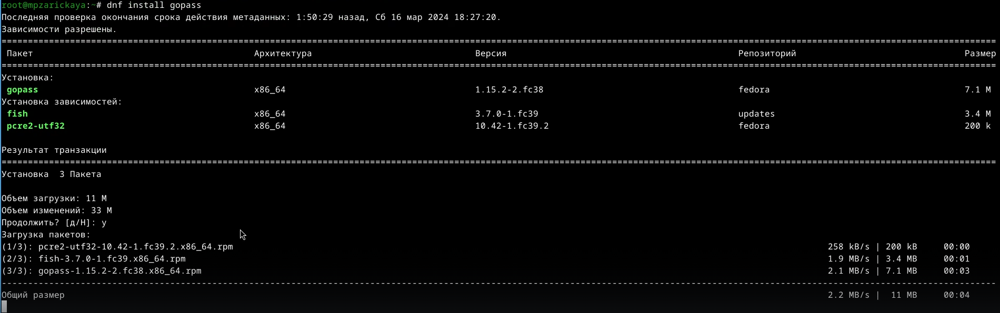 root@mpzarickaya:~# dnf install gopass
Последняя проверка окончания срока действия метаданных: 1:50:29 назад, Сб 16 мар 2024 18:27:20.
Зависимости разрешены.
Пакет Архитектура Версия Репозиторий Размер
Установка:
gopass x86_64 1.15.2-2.fc38 fedora 7.1 M
Установка зависимостей:
fish x86_64 3.7.0-1.fc39 updates 3.4 M
pcre2-utf32 x86_64 10.42-1.fc39.2 fedora 200 k
Результат транзакции
Установка 3 Пакета
Объем загрузки: 11 M
Объем изменений: 33 M
Продолжить? [д/Н]: y
Загрузка пакетов:
(1/3): pcre2-utf32-10.42-1.fc39.2.x86_64.rpm 258 kB/s | 200 kB 00:00
(2/3): fish-3.7.0-1.fc39.x86_64.rpm 1.9 MB/s | 3.4 MB 00:01
(3/3): gopass-1.15.2-2.fc38.x86_64.rpm 2.1 MB/s | 7.1 MB 00:03
Общий размер 2.2 MB/s | 11 MB 00:04